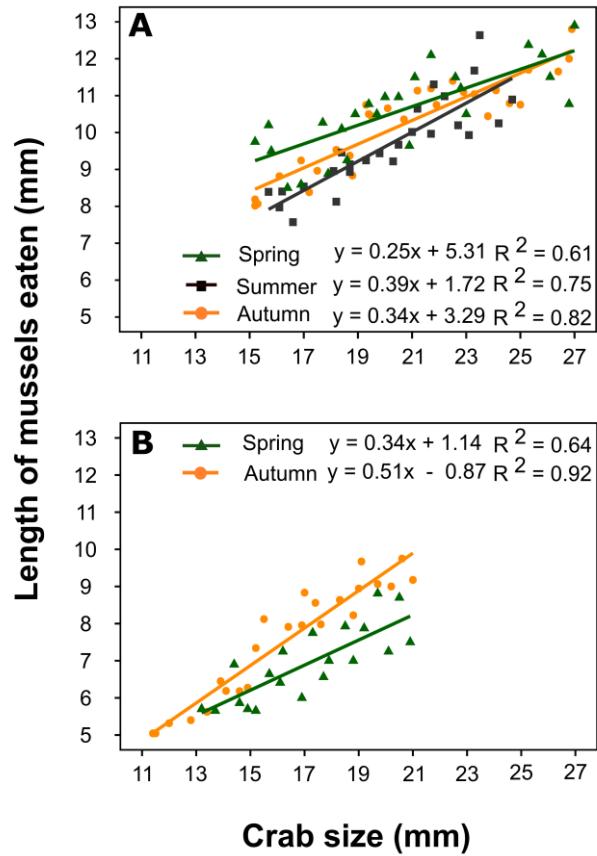 A
13
12
11
10
9
8
7
6
5
Spring y = 0.25x + 5.31 R 2 = 0.61
Summer y = 0.39x + 1.72 R 2 = 0.75
Autumn y = 0.34x + 3.29 R 2 = 0.82
11 13 15 17 19 21 23 25 27
Length of mussels eaten (mm)
B
13
12
11
10
9
8
7
6
5
Spring y = 0.34x + 1.14 R 2 = 0.64
Autumn y = 0.51x - 0.87 R 2 = 0.92
11 13 15 17 19 21 23 25 27
Crab size (mm)